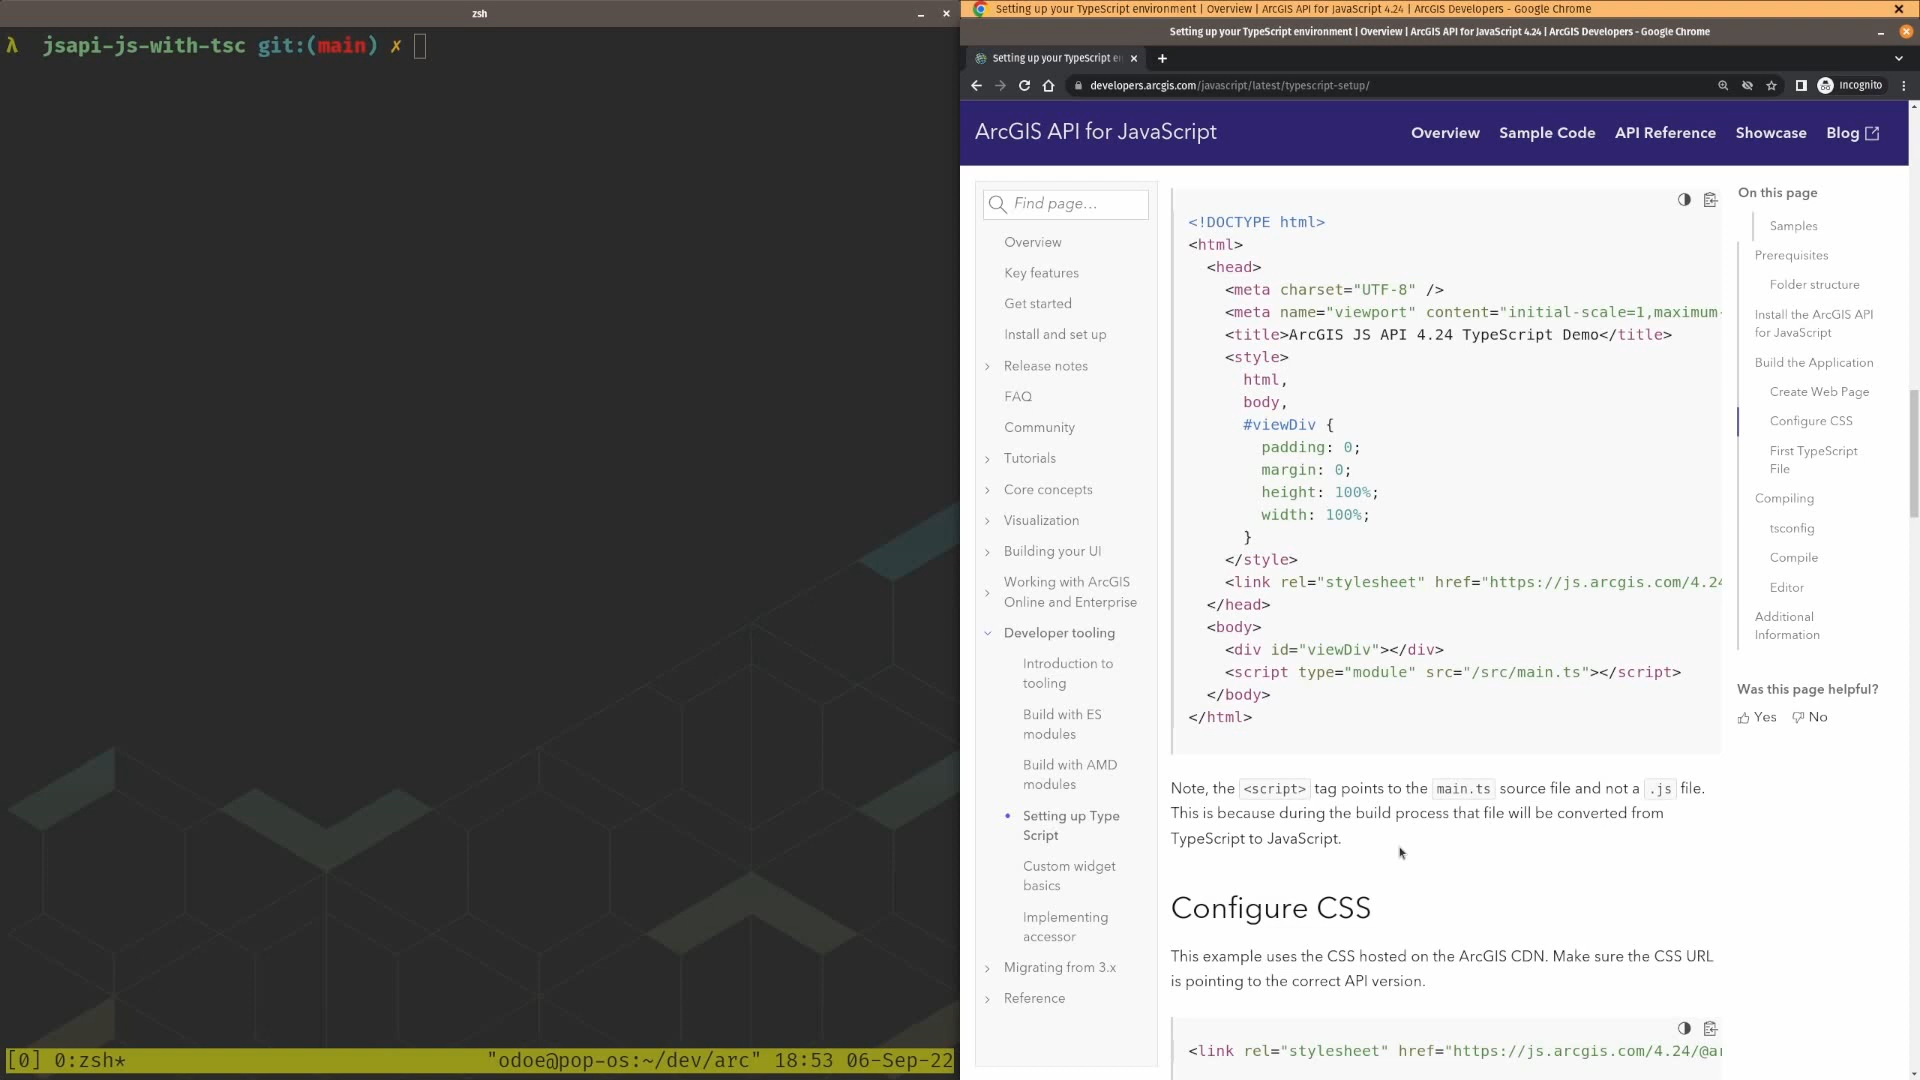 zsh
λ jsapi-js-with-tsc git:(main) ✗
[0] 0:zsh* "odoe@pop-os:~/dev/arc" 18:53 06-Sep-22
Setting up your TypeScript environment | Overview | ArcGIS API for JavaScript 4.24 | ArcGIS Developers - Google Chrome
Setting up your TypeScript environment | Overview | ArcGIS API for JavaScript 4.24 | ArcGIS Developers - Google Chrome
Setting up your TypeScript e
developers.arcgis.com/javascript/latest/typescript-setup/
Incognito
ArcGIS API for JavaScript
Overview Sample Code API Reference Showcase Blog
Find page...
Overview
Key features
Get started
Install and set up
Release notes
FAQ
Community
Tutorials
Core concepts
Visualization
Building your UI
Working with ArcGIS
Online and Enterprise
Developer tooling
Introduction to
tooling
Build with ES
modules
Build with AMD
modules
Setting up Type
Script
Custom widget
basics
Implementing
accessor
Migrating from 3.x
Reference
<!DOCTYPE html>
<html>
<head>
<meta charset="UTF-8" />
<meta name="viewport" content="initial-scale=1,maximum-
<title>ArcGIS JS API 4.24 TypeScript Demo</title>
<style>
html,
body,
#viewDiv {
padding: 0;
margin: 0;
height: 100%;
width: 100%;
}
</style>
<link rel="stylesheet" href="https://js.arcgis.com/4.24
</head>
<body>
<div id="viewDiv"></div>
<script type="module" src="/src/main.ts"></script>
</body>
</html>
Note, the <script> tag points to the main.ts source file and not a .js file.
This is because during the build process that file will be converted from
TypeScript to JavaScript.
Configure CSS
This example uses the CSS hosted on the ArcGIS CDN. Make sure the CSS URL
is pointing to the correct API version.
<link rel="stylesheet" href="https://js.arcgis.com/4.24/@ar
On this page
Samples
Prerequisites
Folder structure
Install the ArcGIS API
for JavaScript
Build the Application
Create Web Page
Configure CSS
First TypeScript
File
Compiling
tsconfig
Compile
Editor
Additional
Information
Was this page helpful?
Yes No